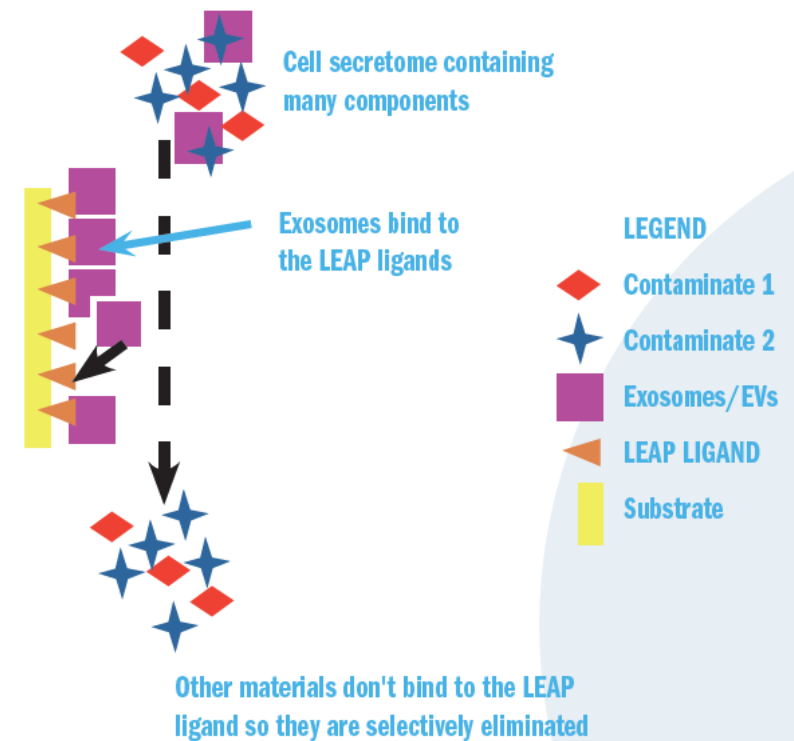 Cell secretome containing
many components
Exosomes bind to
the LEAP ligands
LEGEND
Contaminate 1
Contaminate 2
Exosomes/EVs
LEAP LIGAND
Substrate
Other materials don't bind to the LEAP
ligand so they are selectively eliminated